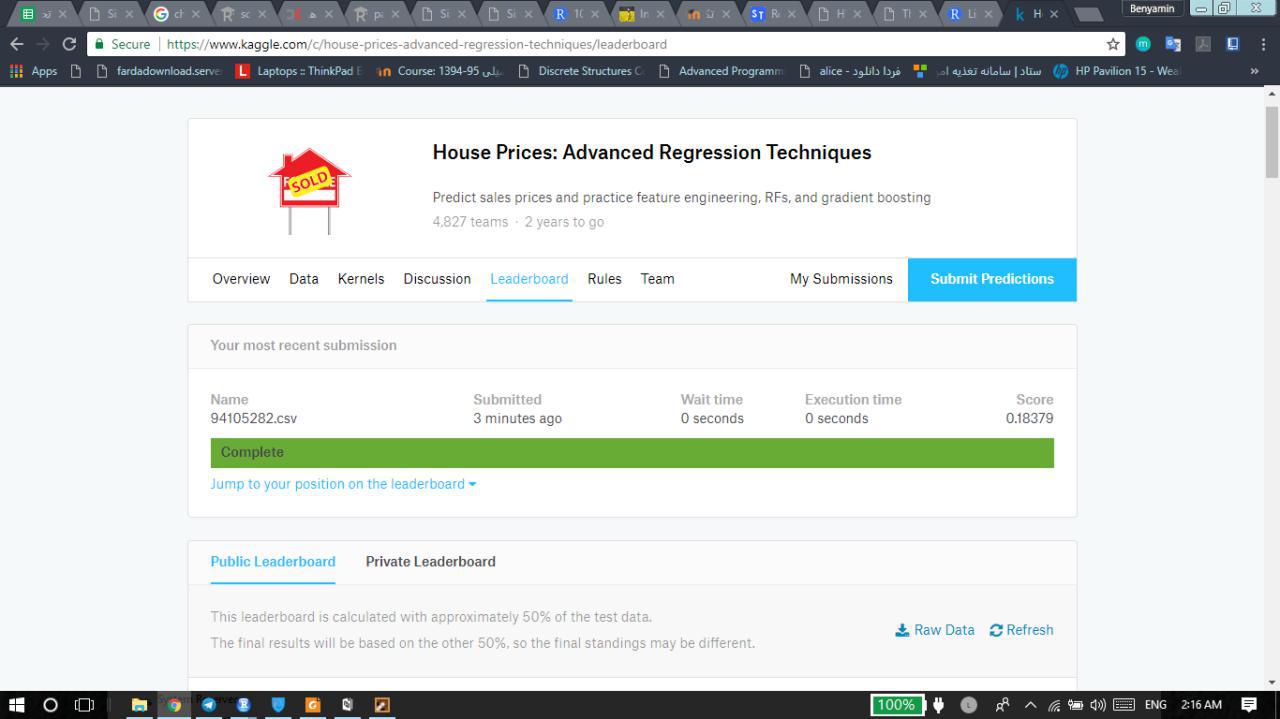 Benyamin
Secure | https://www.kaggle.com/c/house-prices-advanced-regression-techniques/leaderboard
Apps fardadownload.serve Laptops :: ThinkPad E Course: 1394-95 Discrete Structures C Advanced Programm alice - فردا دانلود ستاد | سامانه تغذیه HP Pavilion 15 - Wea »
SOLD
House Prices: Advanced Regression Techniques
Predict sales prices and practice feature engineering, RFs, and gradient boosting
4,827 teams · 2 years to go
Overview Data Kernels Discussion Leaderboard Rules Team My Submissions Submit Predictions
Your most recent submission
Name Submitted Wait time Execution time Score
94105282.csv 3 minutes ago 0 seconds 0 seconds 0.18379
Complete
Jump to your position on the leaderboard
Public Leaderboard Private Leaderboard
This leaderboard is calculated with approximately 50% of the test data.
The final results will be based on the other 50%, so the final standings may be different.
Raw Data Refresh
100% ENG 2:16 AM